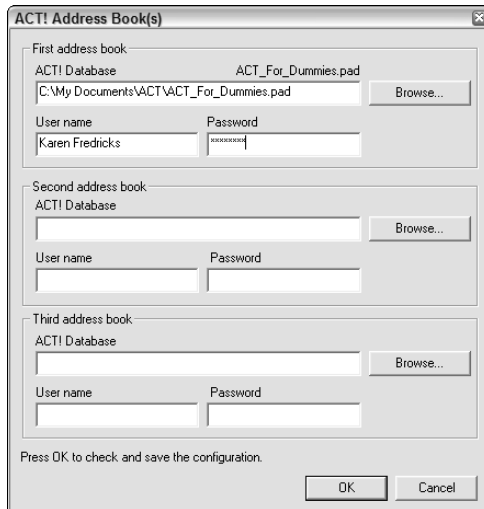 ACT! Address Book(s)
First address book
ACT! Database ACT_For_Dummies.pad
C:\My Documents\ACT\ACT_For_Dummies.pad Browse...
User name Password
Karen Fredricks ××××××××
Second address book
ACT! Database
Browse...
User name Password
Third address book
ACT! Database
Browse...
User name Password
Press OK to check and save the configuration.
OK Cancel